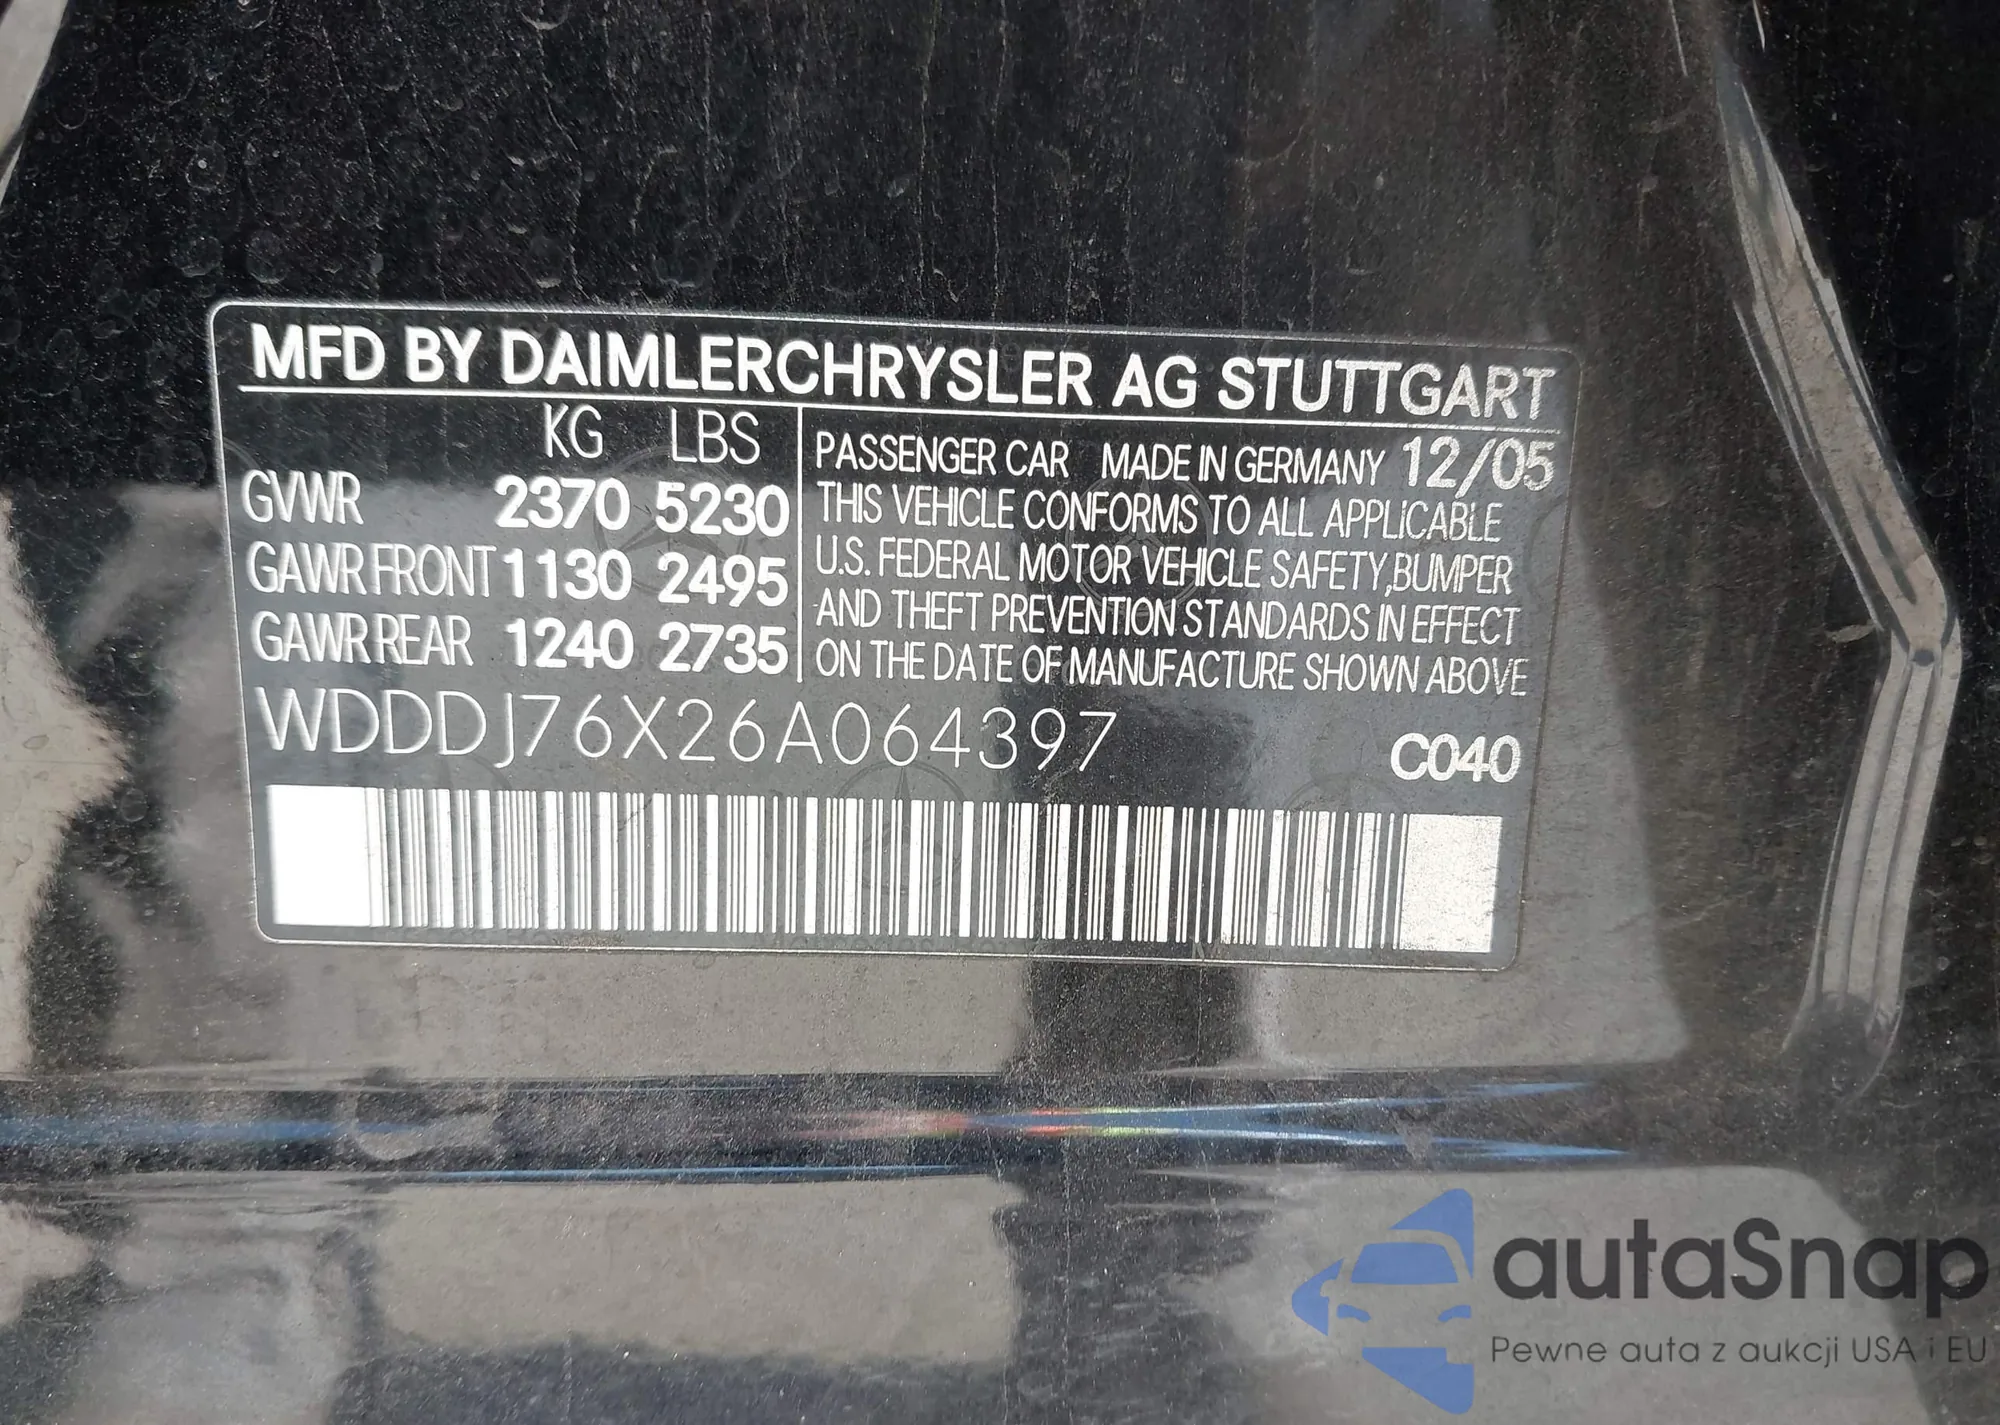 MFD BY DAIMLERCHRYSLER AG STUTTGART
KG LBS
GVWR 2370 5230
GAWR FRONT 1130 2495
GAWR REAR 1240 2735
PASSENGER CAR MADE IN GERMANY 12/05
THIS VEHICLE CONFORMS TO ALL APPLICABLE
U.S. FEDERAL MOTOR VEHICLE SAFETY,BUMPER
AND THEFT PREVENTION STANDARDS IN EFFECT
ON THE DATE OF MANUFACTURE SHOWN ABOVE
WDDDJ76X26A064397
C040
autaSnap
Pewne auta z aukcji USA i EU